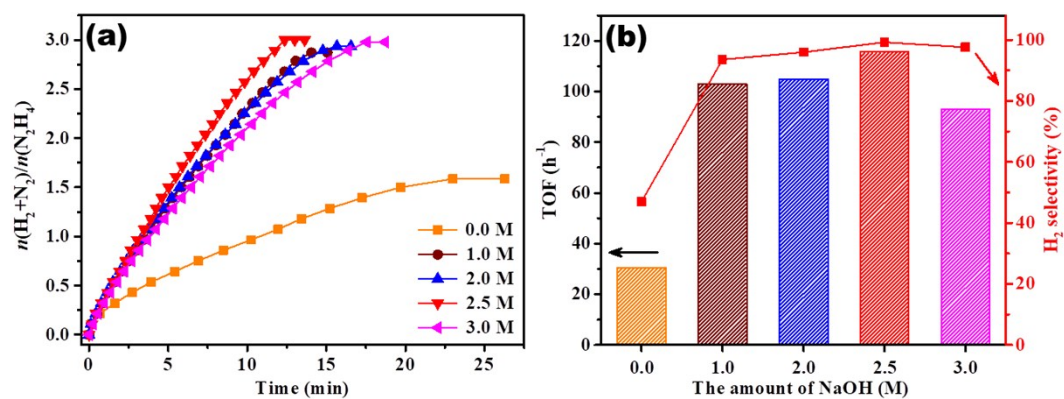 (a)
n(H₂+N₂)/n(N₂H₄)
3.0
2.5
2.0
1.5
1.0
0.5
0.0
0.0 M
1.0 M
2.0 M
2.5 M
3.0 M
0 5 10 15 20 25
Time (min)
(b)
TOF (h⁻¹)
120
100
80
60
40
20
0
0.0 1.0 2.0 2.5 3.0
The amount of NaOH (M)
100
80
60
40
20
0
H₂ selectivity (%)